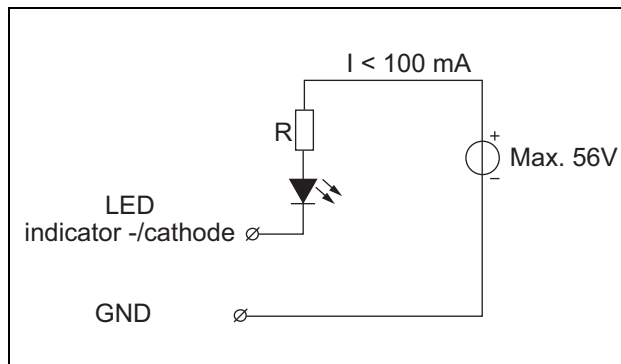 I < 100 mA
R
+
Max. 56V
–
LED
indicator -/cathode
GND